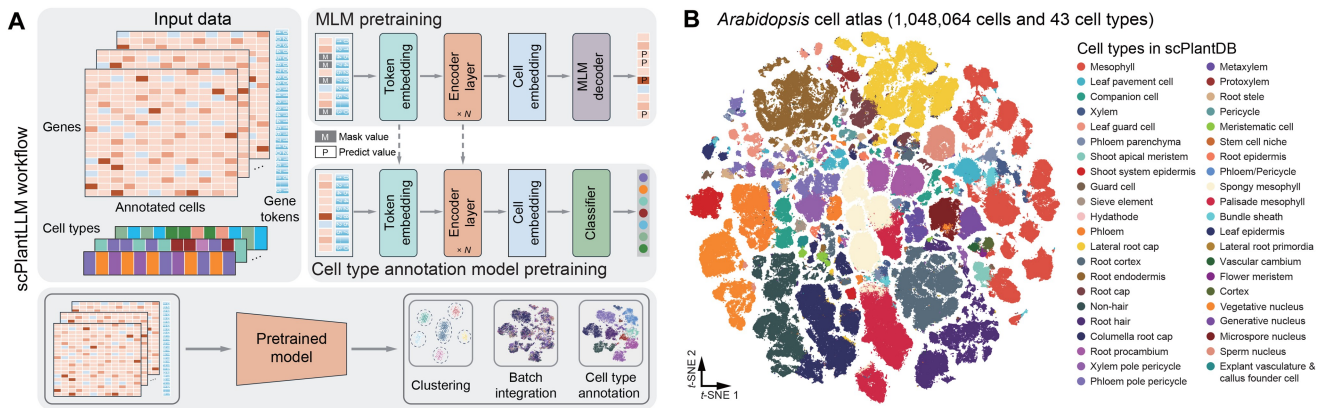 A
scPlantLLM workflow
Input data
Genes
Annotated cells
Gene
tokens
Cell types
MLM pretraining
M
M
M
M
Token
embedding
Encoder
layer
× N
Cell
embedding
MLM
decoder
P
P
P
P
M Mask value
P Predict value
Token
embedding
Encoder
layer
× N
Cell
embedding
Classifier
Cell type annotation model pretraining
Pretrained
model
Clustering
Batch
integration
Cell type
annotation
B
Arabidopsis cell atlas (1,048,064 cells and 43 cell types)
t-SNE 2
t-SNE 1
Cell types in scPlantDB
Mesophyll
Leaf pavement cell
Companion cell
Xylem
Leaf guard cell
Phloem parenchyma
Shoot apical meristem
Shoot system epidermis
Guard cell
Sieve element
Hydathode
Phloem
Lateral root cap
Root cortex
Root endodermis
Root cap
Non-hair
Root hair
Columella root cap
Root procambium
Xylem pole pericycle
Phloem pole pericycle
Metaxylem
Protoxylem
Root stele
Pericycle
Meristematic cell
Stem cell niche
Root epidermis
Phloem/Pericycle
Spongy mesophyll
Palisade mesophyll
Bundle sheath
Leaf epidermis
Lateral root primordia
Vascular cambium
Flower meristem
Cortex
Vegetative nucleus
Generative nucleus
Microspore nucleus
Sperm nucleus
Explant vasculature &
callus founder cell